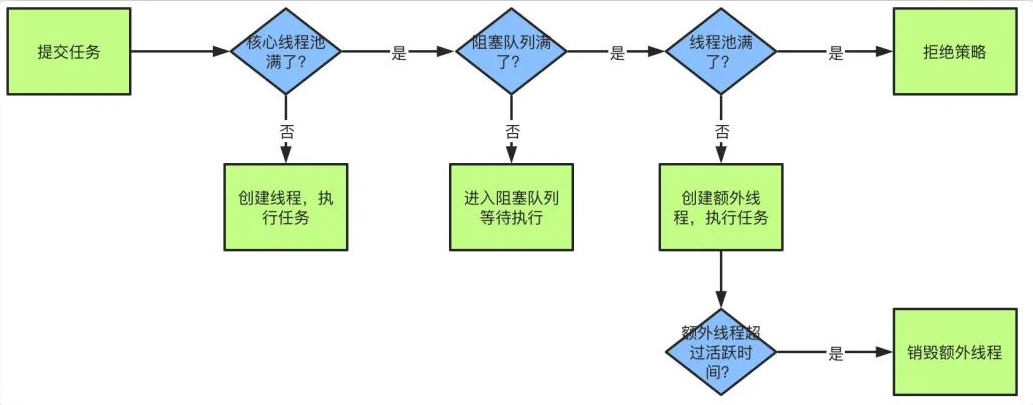 提交任务
核心线程池
满了？
是
阻塞队列满
了？
是
线程池满
了？
是
拒绝策略
否
否
否
创建线程，执
行任务
进入阻塞队列
等待执行
创建额外线
程，执行任务
额外线程超
过活跃时
间？
是
销毁额外线程